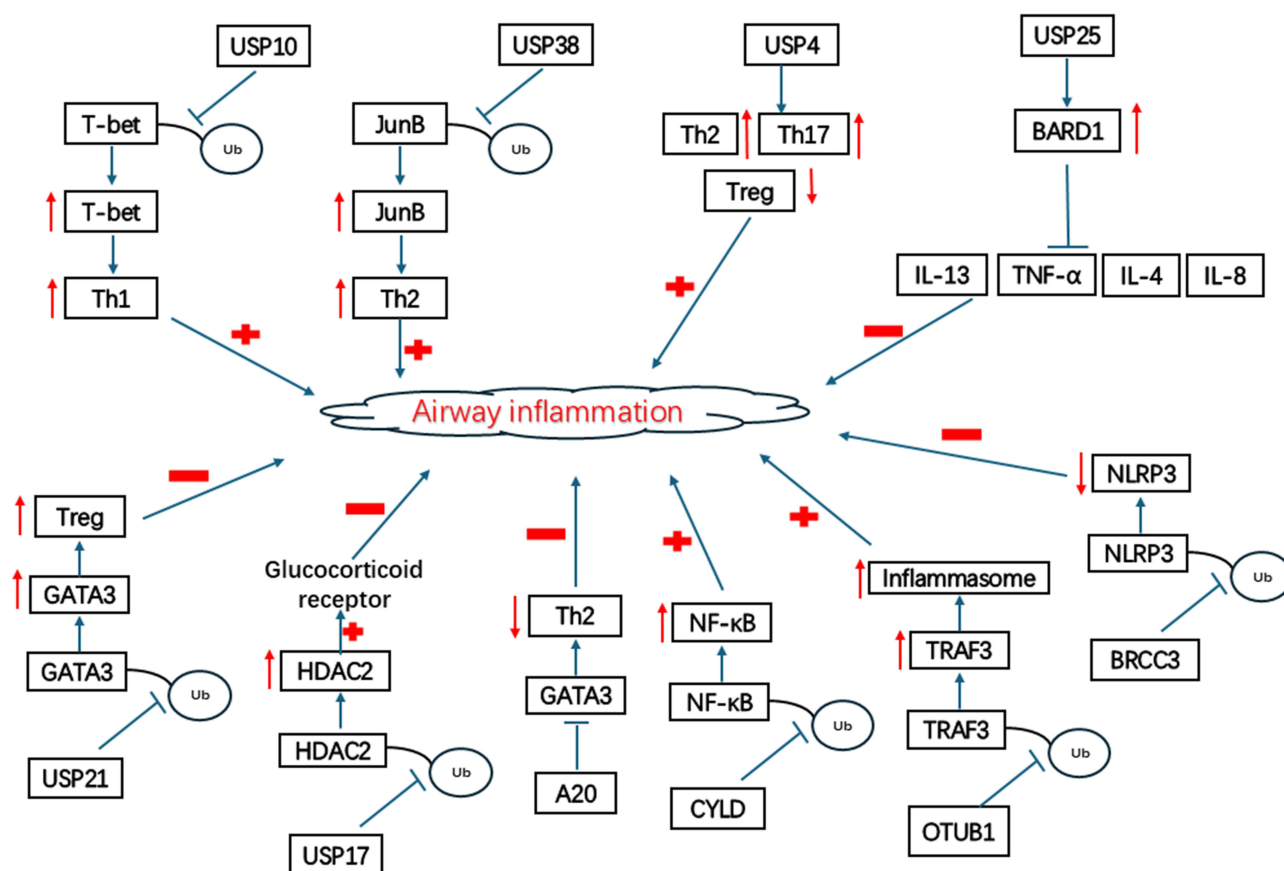 USP10
USP38
USP4
USP25
T-bet
Ub
JunB
Ub
Th2
Th17
BARD1
T-bet
JunB
Treg
Th1
Th2
IL-13
TNF-α
IL-4
IL-8
Airway inflammation
Treg
GATA3
GATA3
Ub
USP21
Glucocorticoid
receptor
HDAC2
HDAC2
Ub
USP17
Th2
GATA3
A20
NF-κB
NF-κB
Ub
CYLD
Inflammasome
TRAF3
TRAF3
Ub
OTUB1
NLRP3
NLRP3
Ub
BRCC3